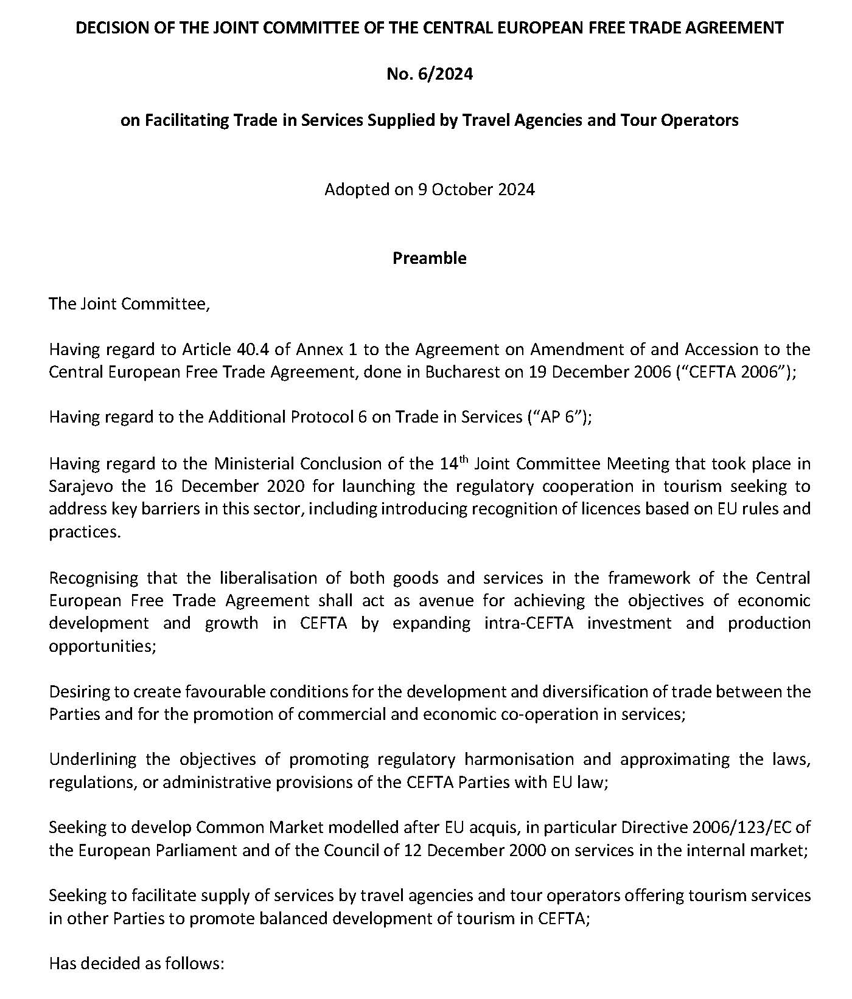 DECISION OF THE JOINT COMMITTEE OF THE CENTRAL EUROPEAN FREE TRADE AGREEMENT
No. 6/2024
on Facilitating Trade in Services Supplied by Travel Agencies and Tour Operators
Adopted on 9 October 2024
Preamble
The Joint Committee,
Having regard to Article 40.4 of Annex 1 to the Agreement on Amendment of and Accession to the
Central European Free Trade Agreement, done in Bucharest on 19 December 2006 (“CEFTA 2006”);
Having regard to the Additional Protocol 6 on Trade in Services (“AP 6”);
Having regard to the Ministerial Conclusion of the 14th Joint Committee Meeting that took place in
Sarajevo the 16 December 2020 for launching the regulatory cooperation in tourism seeking to
address key barriers in this sector, including introducing recognition of licences based on EU rules and
practices.
Recognising that the liberalisation of both goods and services in the framework of the Central
European Free Trade Agreement shall act as avenue for achieving the objectives of economic
development and growth in CEFTA by expanding intra-CEFTA investment and production
opportunities;
Desiring to create favourable conditions for the development and diversification of trade between the
Parties and for the promotion of commercial and economic co-operation in services;
Underlining the objectives of promoting regulatory harmonisation and approximating the laws,
regulations, or administrative provisions of the CEFTA Parties with EU law;
Seeking to develop Common Market modelled after EU acquis, in particular Directive 2006/123/EC of
the European Parliament and of the Council of 12 December 2000 on services in the internal market;
Seeking to facilitate supply of services by travel agencies and tour operators offering tourism services
in other Parties to promote balanced development of tourism in CEFTA;
Has decided as follows: